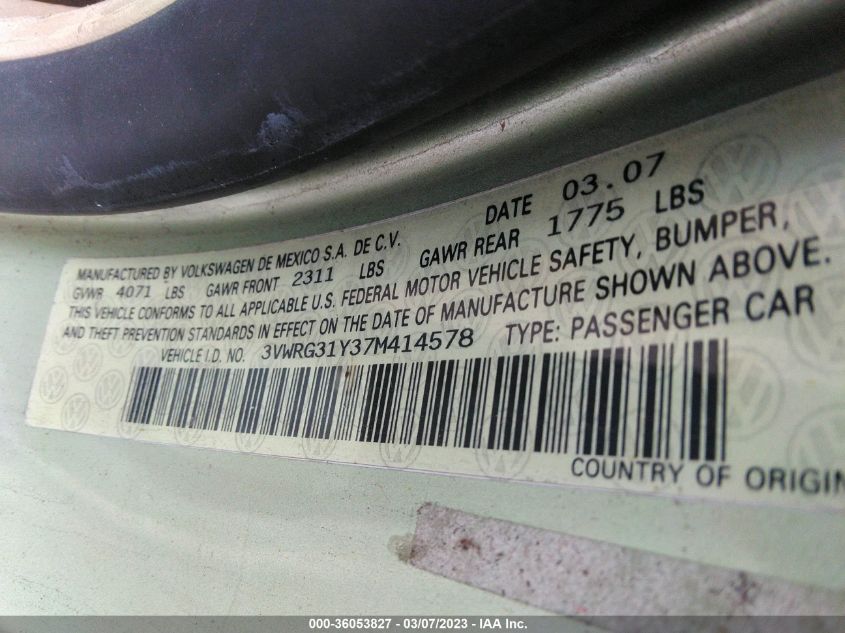 MANUFACTURED BY VOLKSWAGEN DE MEXICO S.A. DE C.V. DATE 03.07
GVWR 4071 LBS GAWR FRONT 2311 LBS GAWR REAR 1775 LBS
THIS VEHICLE CONFORMS TO ALL APPLICABLE U.S. FEDERAL MOTOR VEHICLE SAFETY, BUMPER,
AND THEFT PREVENTION STANDARDS IN EFFECT ON THE DATE OF MANUFACTURE SHOWN ABOVE.
VEHICLE I.D. NO. 3VWRG31Y37M414578 TYPE: PASSENGER CAR
COUNTRY OF ORIGIN
000-36053827 - 03/07/2023 - IAA Inc.